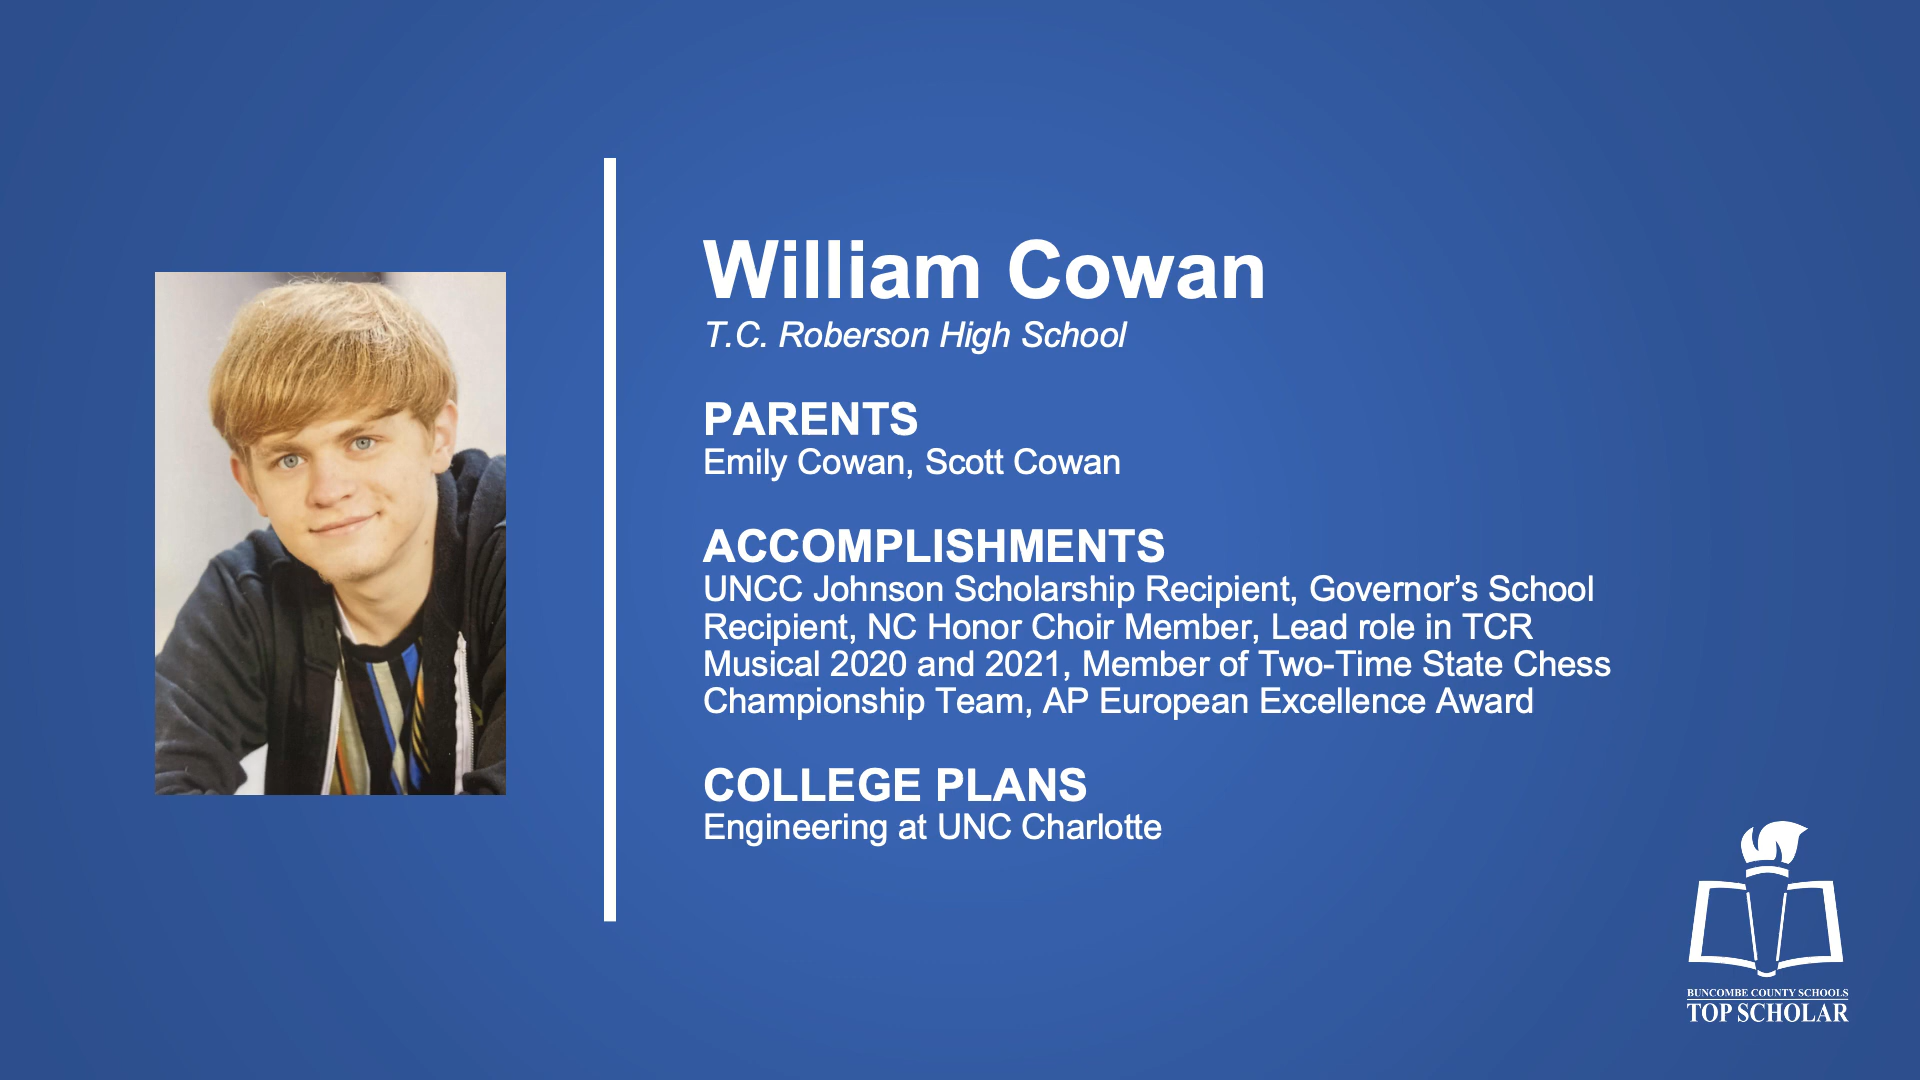 William Cowan
T.C. Roberson High School
PARENTS
Emily Cowan, Scott Cowan
ACCOMPLISHMENTS
UNCC Johnson Scholarship Recipient, Governor’s School
Recipient, NC Honor Choir Member, Lead role in TCR
Musical 2020 and 2021, Member of Two-Time State Chess
Championship Team, AP European Excellence Award
COLLEGE PLANS
Engineering at UNC Charlotte
BUNCOMBE COUNTY SCHOOLS
TOP SCHOLAR